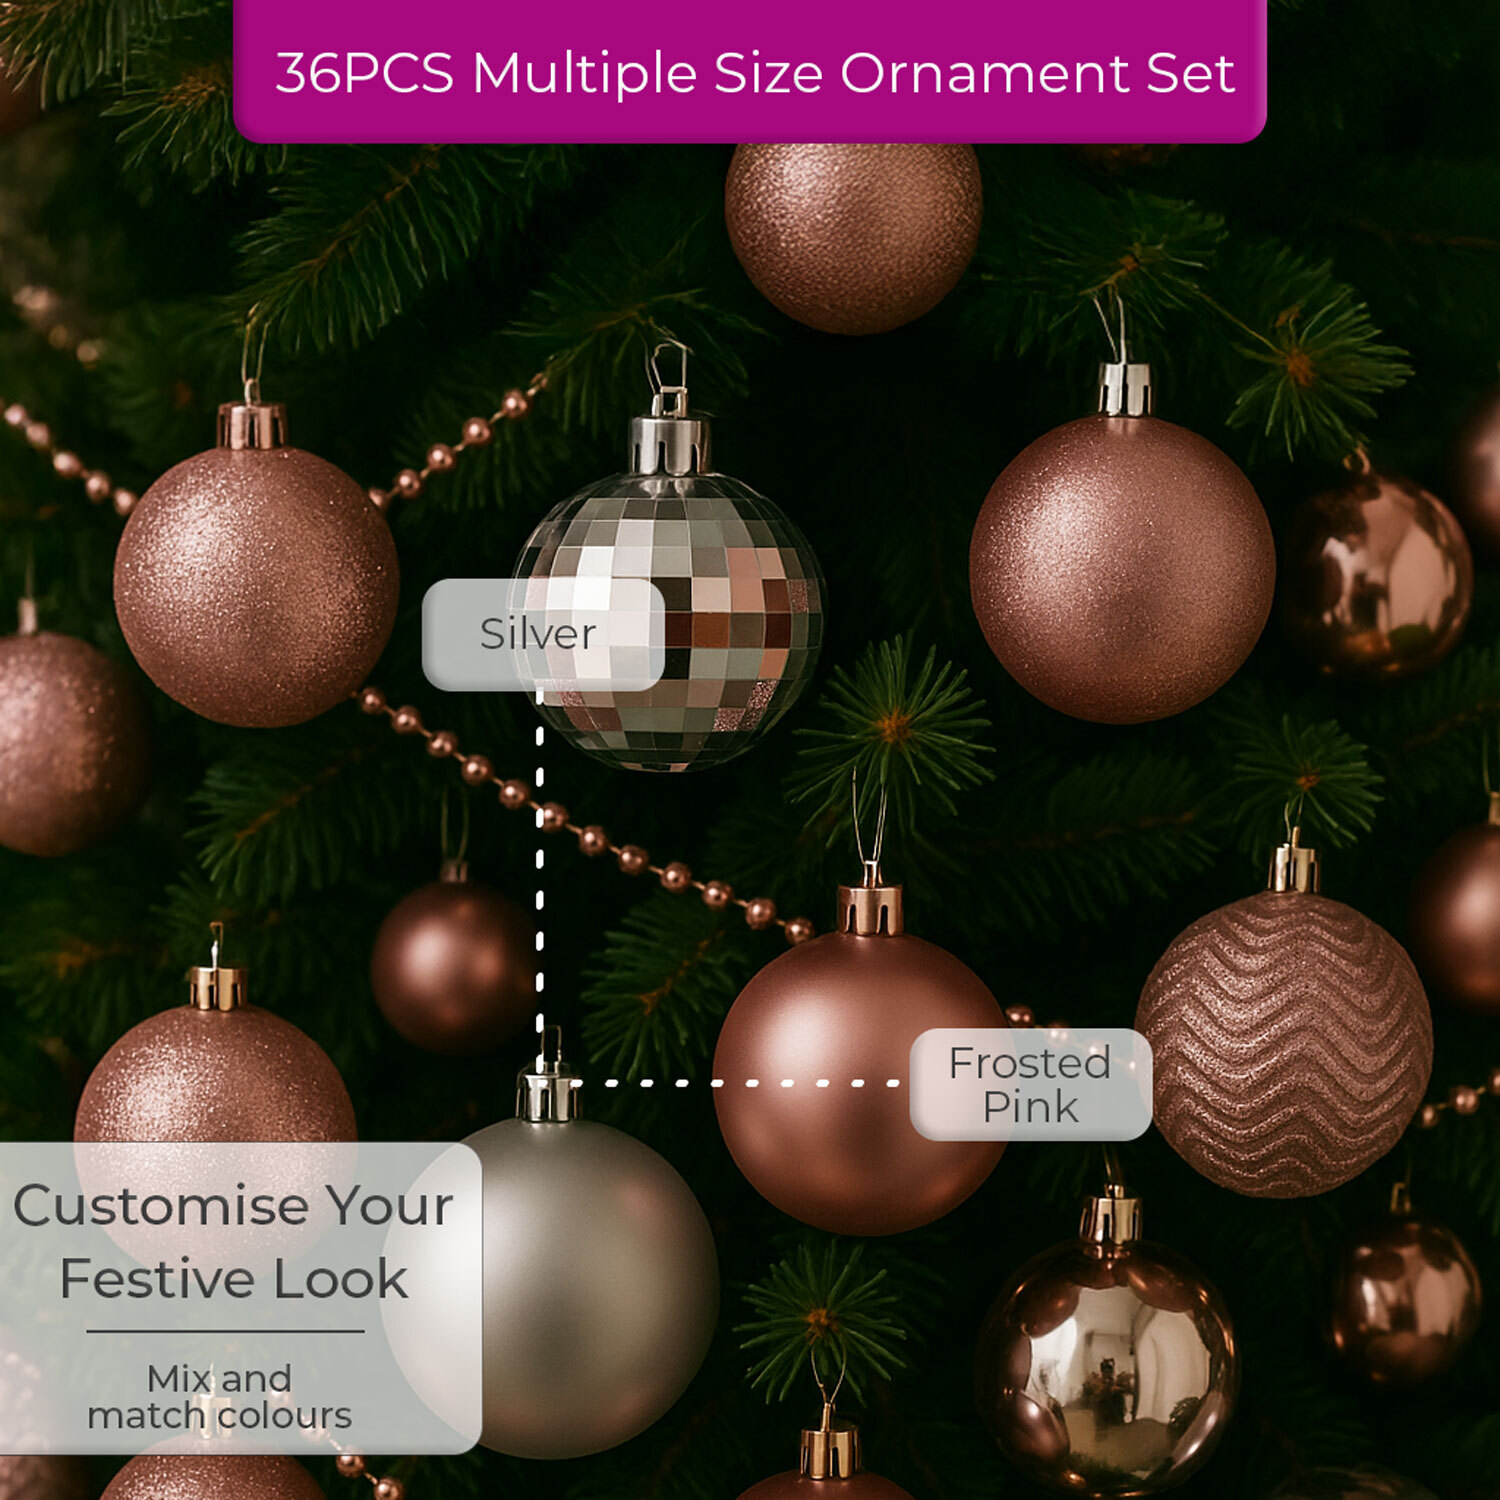 36PCS Multiple Size Ornament Set
Silver
Frosted
Pink
Customise Your
Festive Look
Mix and
match colours